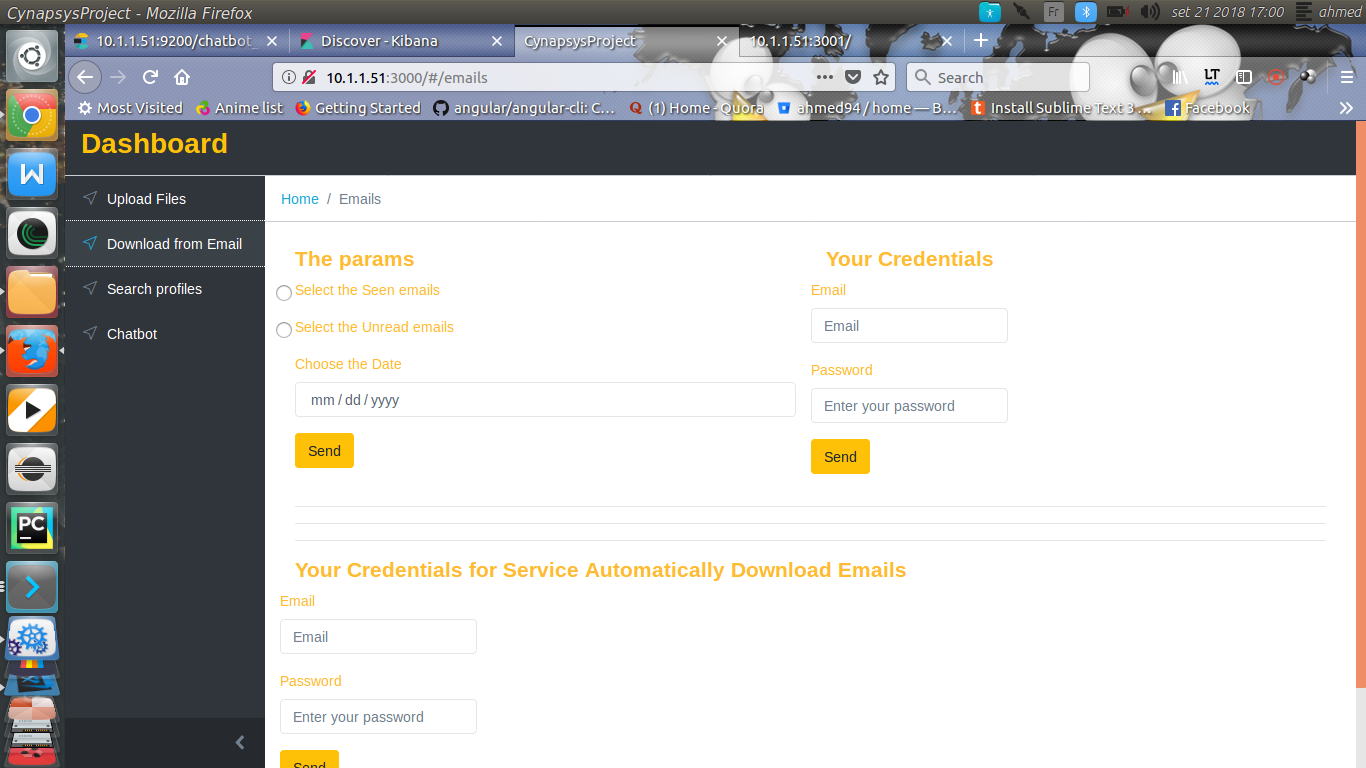 CynapsysProject - Mozilla Firefox
Fr
set 21 2018 17:00
ahmed
10.1.1.51:9200/chatbot_
Discover - Kibana
CynapsysProject
10.1.1.51:3001/
10.1.1.51:3000/#/emails
Search
LT
Most Visited
Anime list
Getting Started
angular/angular-cli: C…
(1) Home - Quora
ahmed94 / home — B…
Install Sublime Text 3 …
Facebook
Dashboard
Upload Files
Download from Email
Search profiles
Chatbot
Home / Emails
The params
Select the Seen emails
Select the Unread emails
Choose the Date
mm / dd / yyyy
Send
Your Credentials
Email
Email
Password
Enter your password
Send
Your Credentials for Service Automatically Download Emails
Email
Email
Password
Enter your password
Send
W
PC